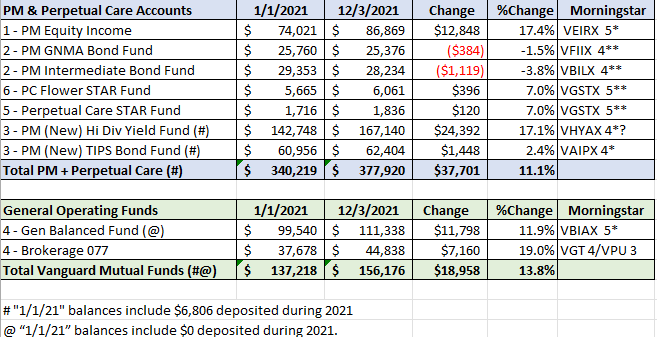 PM & Perpetual Care Accounts 1/1/2021 12/3/2021 Change %Change Morningstar
1 - PM Equity Income $ 74,021 $ 86,869 $12,848 17.4% VEIRX 5*
2 - PM GNMA Bond Fund $ 25,760 $ 25,376 ($384) -1.5% VFIIX 4**
2 - PM Intermediate Bond Fund $ 29,353 $ 28,234 ($1,119) -3.8% VBILX 4**
6 - PC Flower STAR Fund $ 5,665 $ 6,061 $396 7.0% VGSTX 5**
5 - Perpetual Care STAR Fund $ 1,716 $ 1,836 $120 7.0% VGSTX 5**
3 - PM (New) Hi Div Yield Fund (#) $ 142,748 $ 167,140 $24,392 17.1% VHYAX 4*?
3 - PM (New) TIPS Bond Fund (#) $ 60,956 $ 62,404 $1,448 2.4% VAIPX 4*
Total PM + Perpetual Care (#) $ 340,219 $ 377,920 $37,701 11.1%
General Operating Funds 1/1/2021 12/3/2021 Change %Change Morningstar
4 - Gen Balanced Fund (@) $ 99,540 $ 111,338 $11,798 11.9% VBIAX 5*
4 - Brokerage 077 $ 37,678 $ 44,838 $7,160 19.0% VGT 4/VPU 3
Total Vanguard Mutual Funds (#@) $ 137,218 $ 156,176 $18,958 13.8%
# "1/1/21" balances include $6,806 deposited during 2021
@ “1/1/21” balances include $0 deposited during 2021.